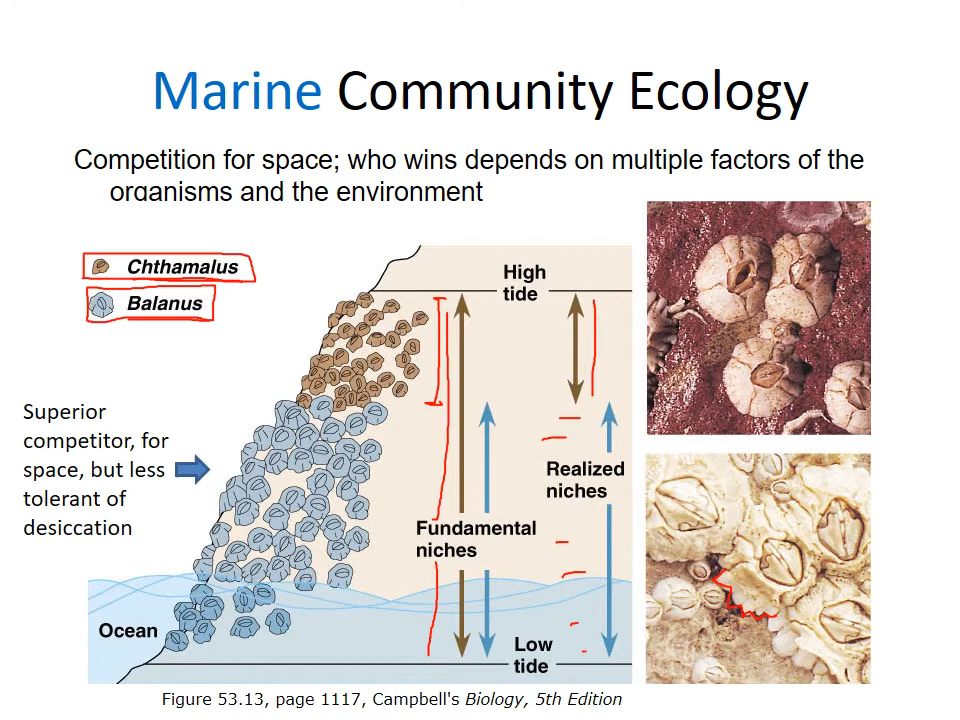 Marine Community Ecology
Competition for space; who wins depends on multiple factors of the
organisms and the environment
Chthamalus
Balanus
High
tide
Superior
competitor, for
space, but less
tolerant of
desiccation
Realized
niches
Fundamental
niches
Ocean
Low
tide
Figure 53.13, page 1117, Campbell's Biology, 5th Edition